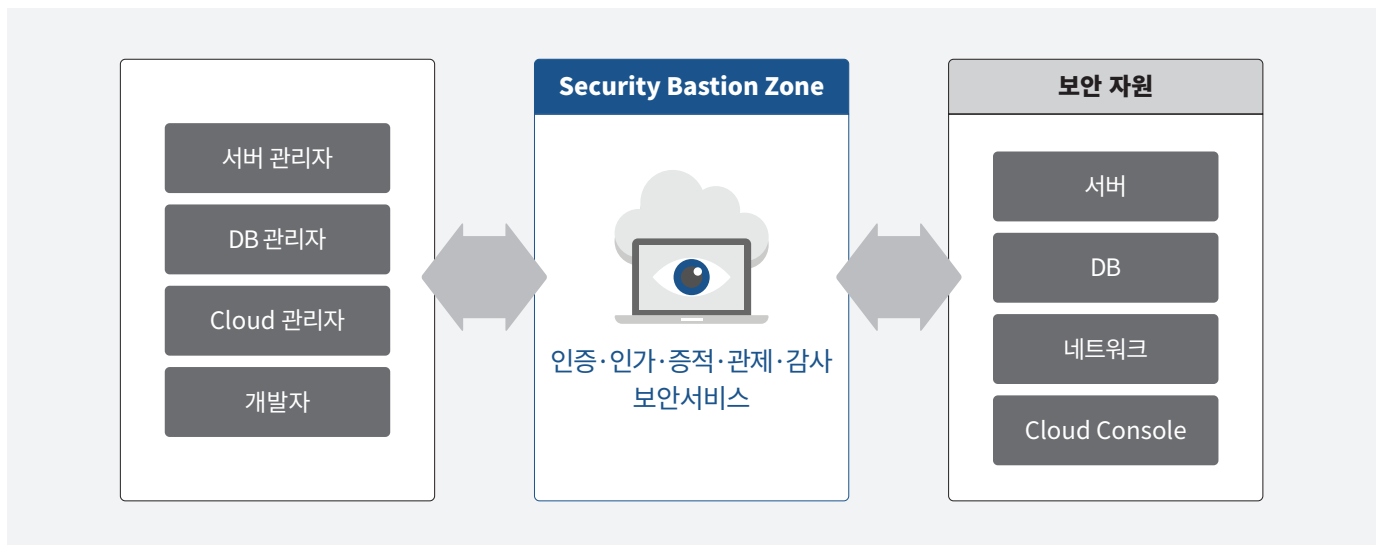 서버 관리자
DB 관리자
Cloud 관리자
개발자
Security Bastion Zone
인증·인가·증적·관제·감사
보안서비스
보안 자원
서버
DB
네트워크
Cloud Console